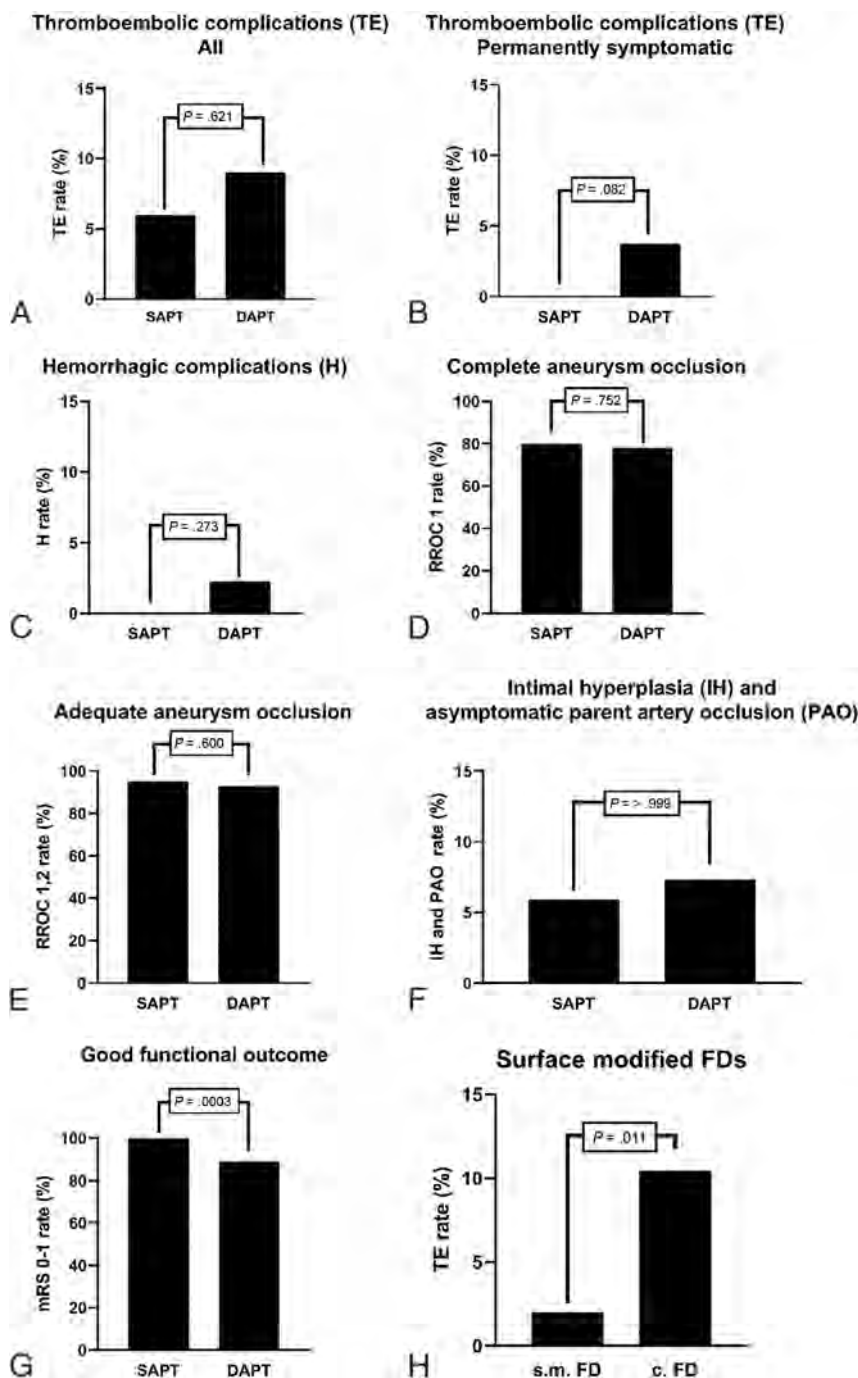 Thromboembolic complications (TE)
All
15
10
5
0
TE rate (%)
P = .621
SAPT DAPT
A
Thromboembolic complications (TE)
Permanently symptomatic
15
10
5
0
TE rate (%)
P = .082
SAPT DAPT
B
Hemorrhagic complications (H)
15
10
5
0
H rate (%)
P = .273
SAPT DAPT
C
Complete aneurysm occlusion
100
80
60
40
20
0
RROC 1 rate (%)
P = .752
SAPT DAPT
D
Adequate aneurysm occlusion
100
80
60
40
20
0
RROC 1,2 rate (%)
P = .600
SAPT DAPT
E
Intimal hyperplasia (IH) and
asymptomatic parent artery occlusion (PAO)
15
10
5
0
IH and PAO rate (%)
P = > .999
SAPT DAPT
F
Good functional outcome
100
80
60
40
20
0
mRS 0-1 rate (%)
P = .0003
SAPT DAPT
G
Surface modified FDs
15
10
5
0
TE rate (%)
P = .011
s.m. FD c. FD
H